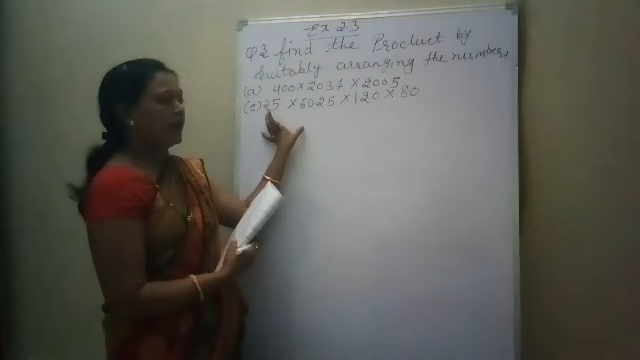 Ex 2.3
Q2 find the Product by
Suitably arranging the numbers
(a) 400×2037×2005
(e) 25 ×6025×120×80